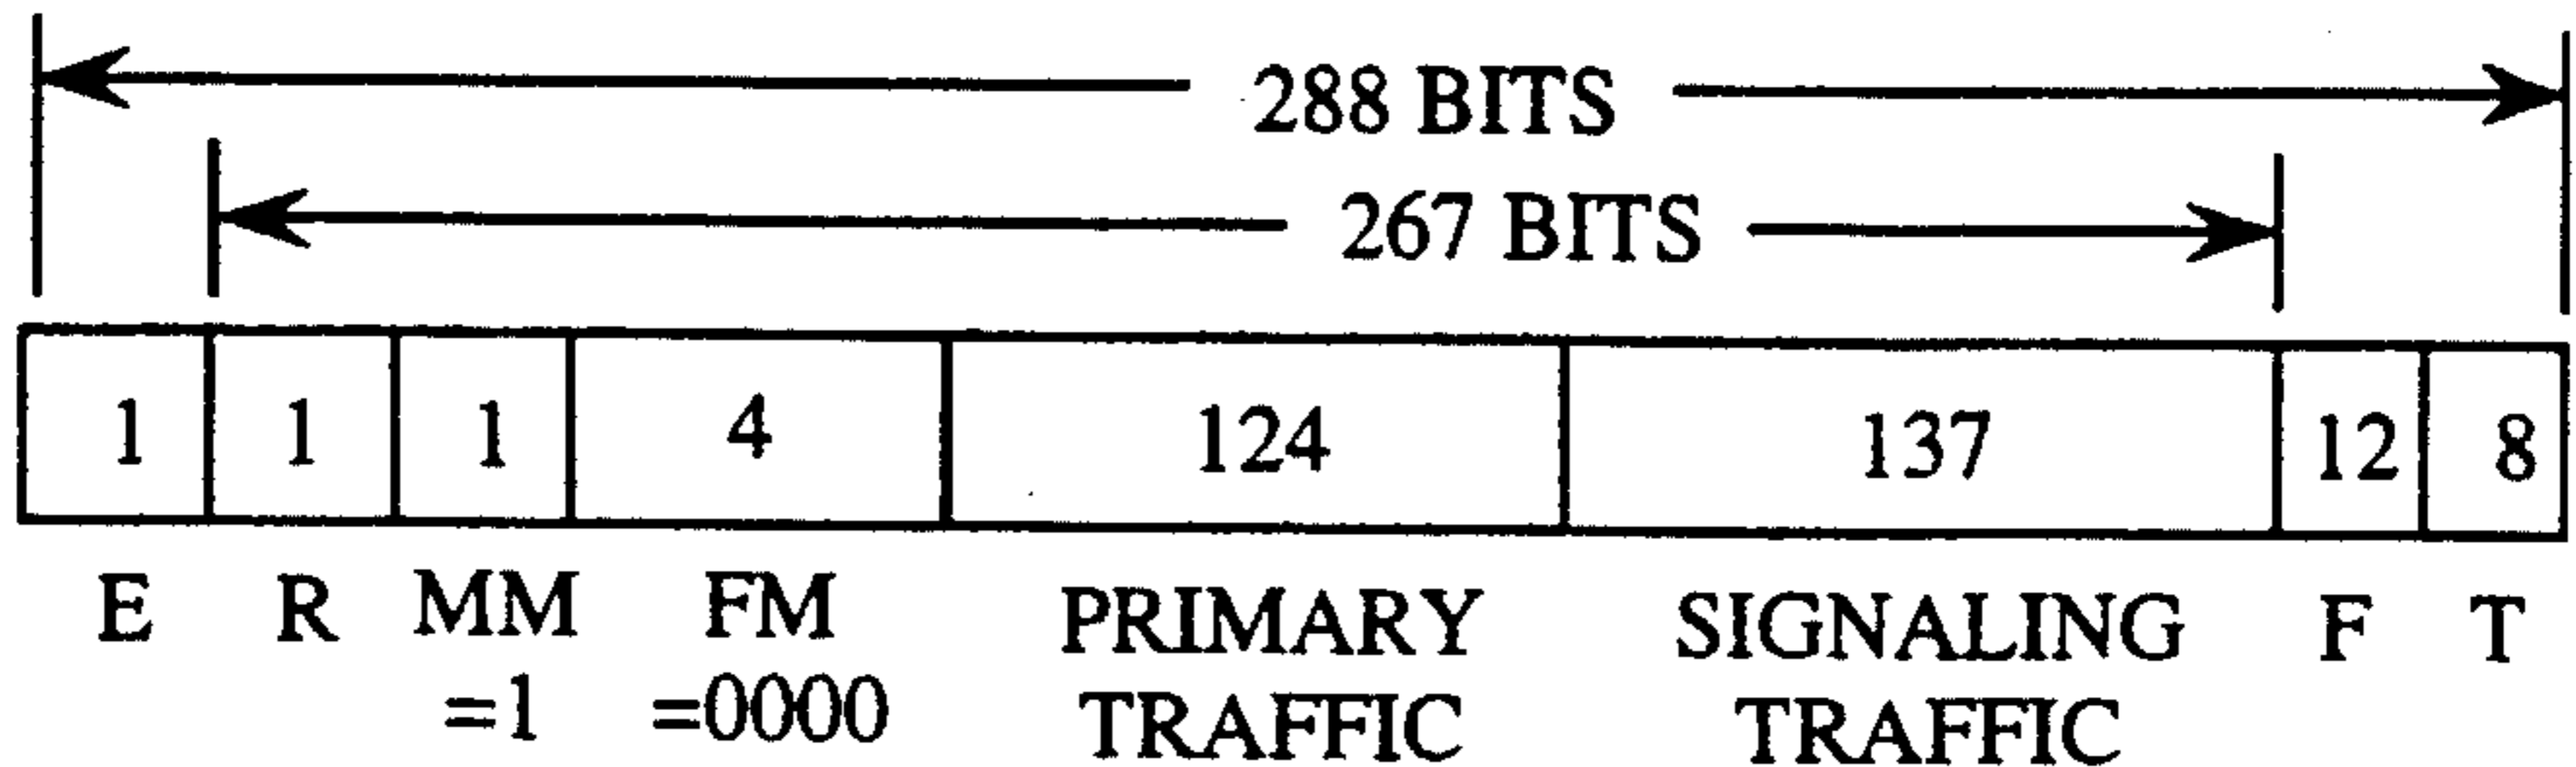 288 BITS
267 BITS
1 1 1 4 124 137 12 8
E R MM FM PRIMARY SIGNALING F T
=1 =0000 TRAFFIC TRAFFIC